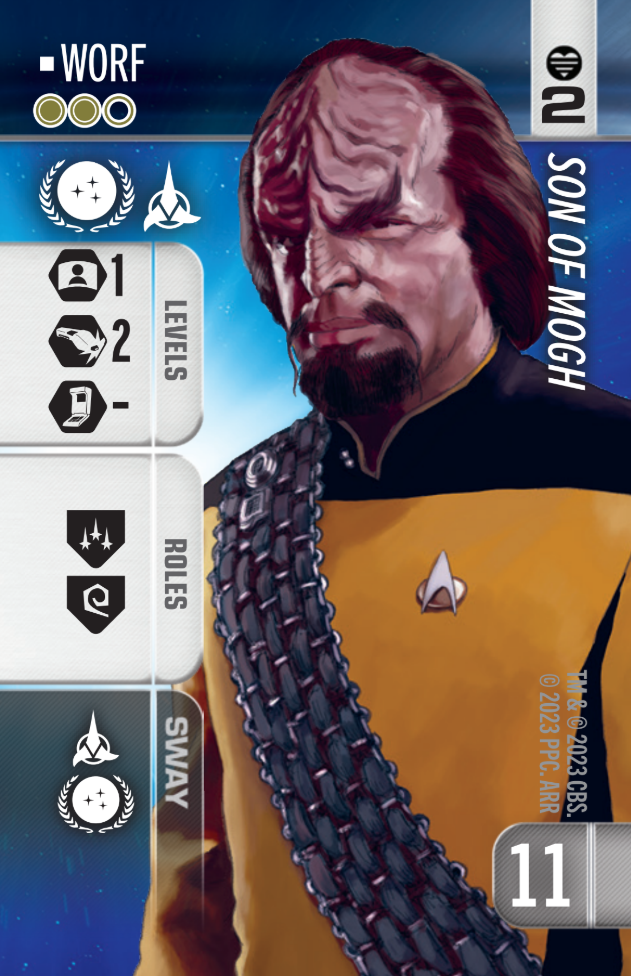 ▪ WORF
2
SON OF MOGH
LEVELS
1
2
-
ROLES
SWAY
TM & © 2023 CBS.
© 2023 PPC. ARR
11